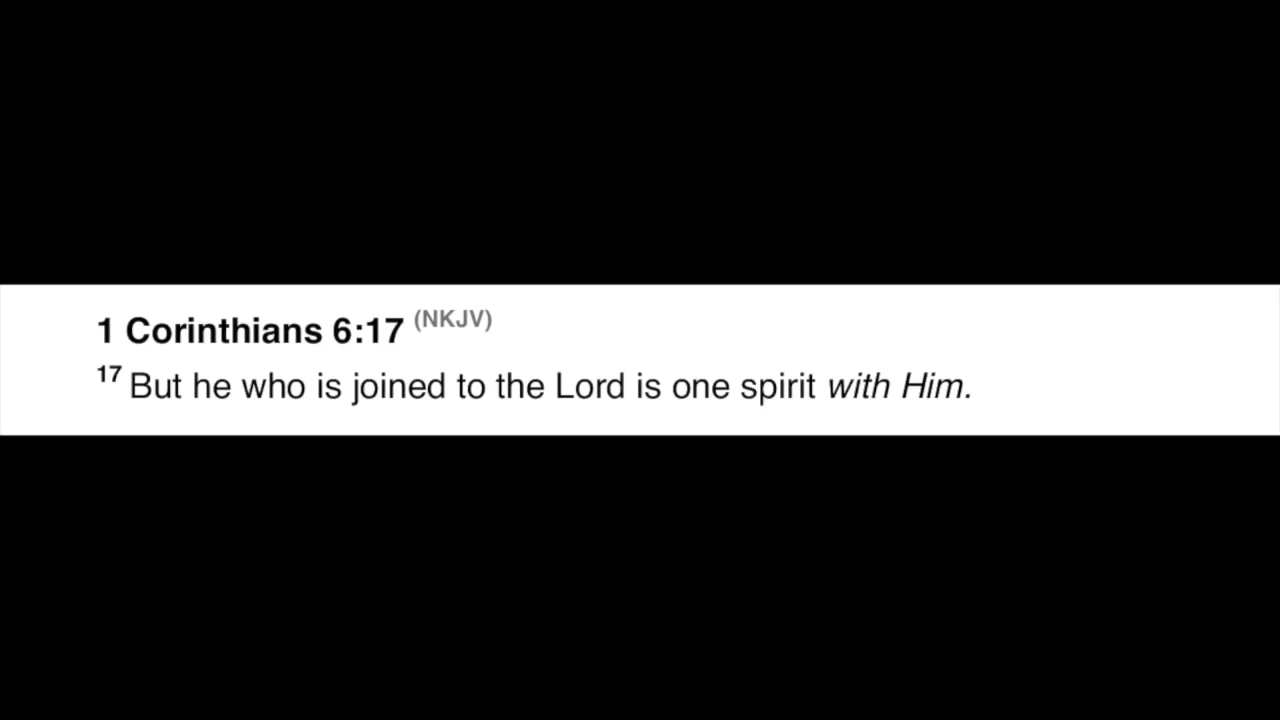 1 Corinthians 6:17 (NKJV)
17 But he who is joined to the Lord is one spirit with Him.